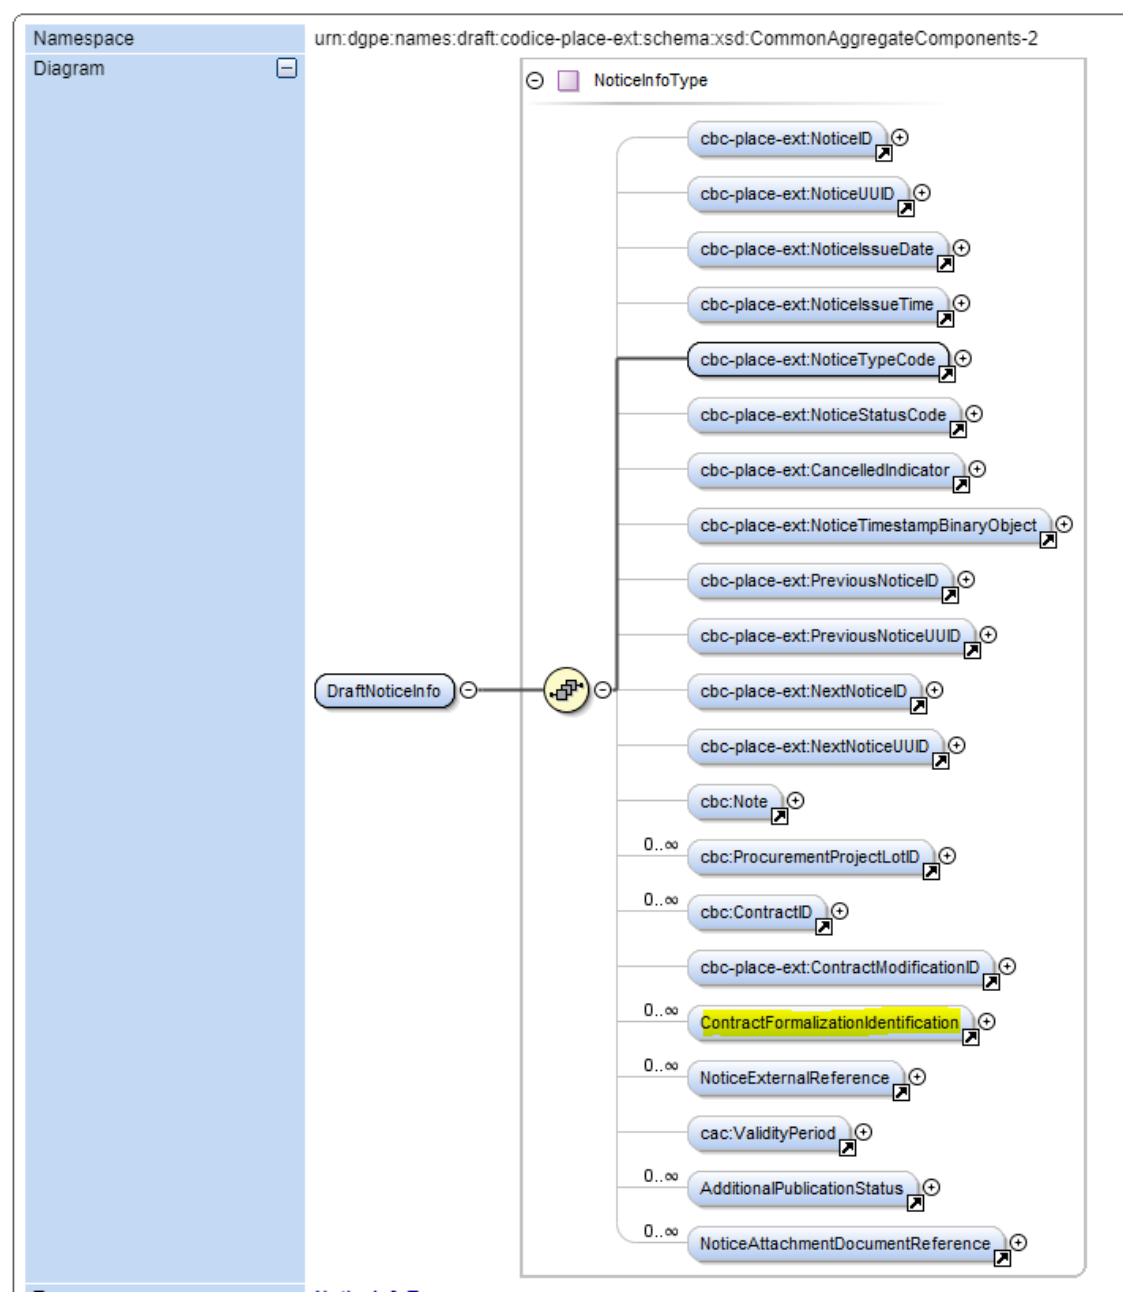 Namespace
urn:dgpe:names:draft:codice-place-ext:schema:xsd:CommonAggregateComponents-2
Diagram
NoticeInfoType
cbc-place-ext:NoticeID
cbc-place-ext:NoticeUUID
cbc-place-ext:NoticeIssueDate
cbc-place-ext:NoticeIssueTime
cbc-place-ext:NoticeTypeCode
cbc-place-ext:NoticeStatusCode
cbc-place-ext:CancelledIndicator
cbc-place-ext:NoticeTimestampBinaryObject
cbc-place-ext:PreviousNoticeID
cbc-place-ext:PreviousNoticeUUID
DraftNoticeInfo
cbc-place-ext:NextNoticeID
cbc-place-ext:NextNoticeUUID
cbc:Note
0..∞
cbc:ProcurementProjectLotID
0..∞
cbc:ContractID
cbc-place-ext:ContractModificationID
0..∞
ContractFormalizationIdentification
0..∞
NoticeExternalReference
cac:ValidityPeriod
0..∞
AdditionalPublicationStatus
0..∞
NoticeAttachmentDocumentReference